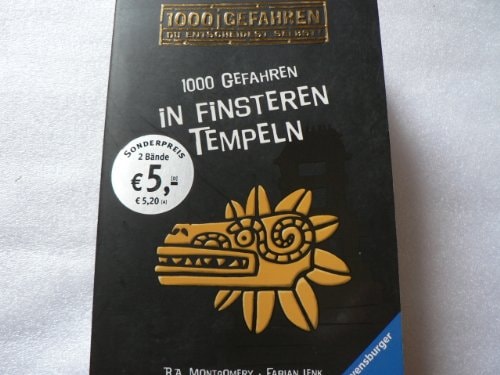 1000 GEFAHREN
DU ENTSCHEIDEST SELBST!
1000 GEFAHREN
iN FiNSTEREN
TEMPELN
SONDERPREIS
2 Bände
€ 5,- [D]
€ 5,20 [A]
R.A. MONTGOMERY · FABIAN LENK